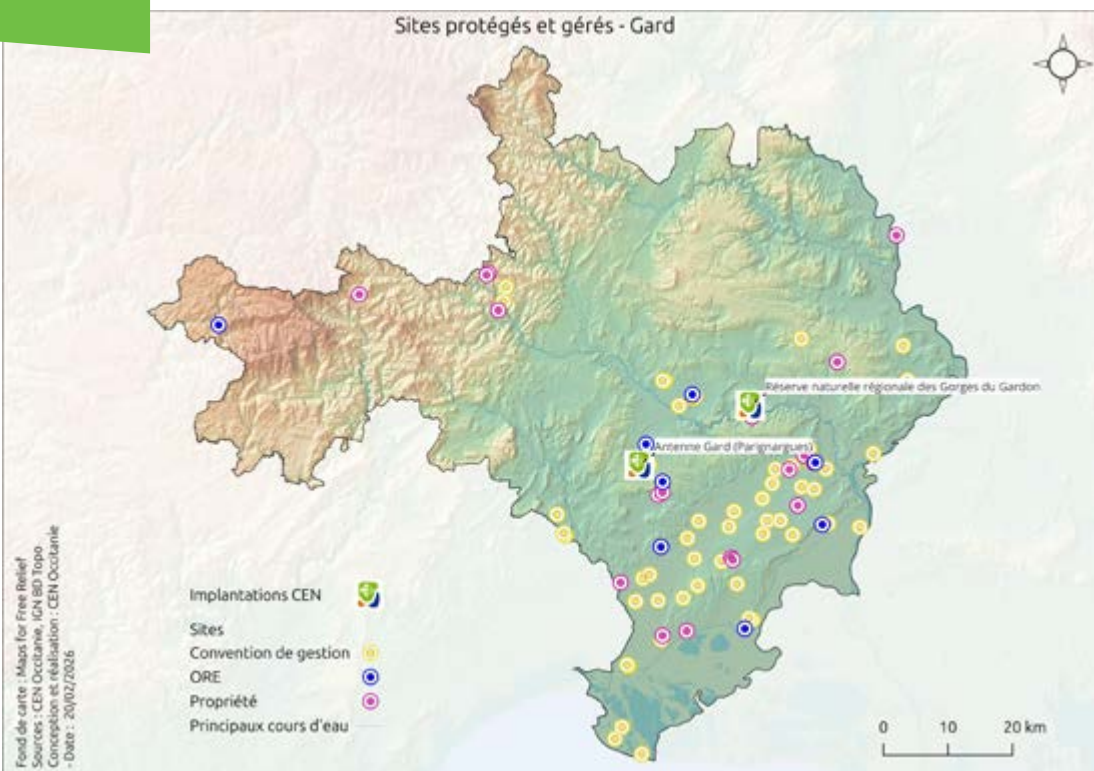 Sites protégés et gérés - Gard
Réserve naturelle régionale des Gorges du Gardon
Antenne Gard (Parignargues)
Implantations CEN
Sites
Convention de gestion
ORE
Propriété
Principaux cours d'eau
0 10 20 km
Fond de carte : Maps for Free Relief
Sources : CEN Occitanie, IGN BD Topo
Conception et réalisation : CEN Occitanie
- Date : 20/02/2026